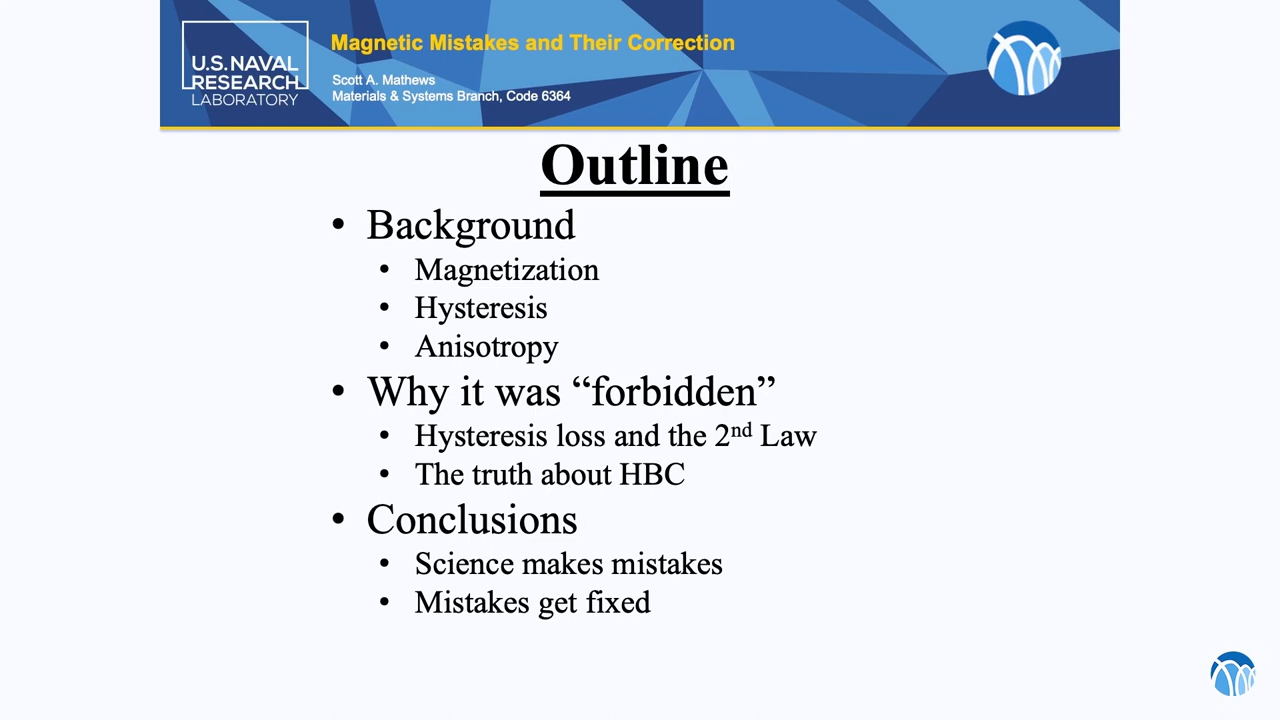 U.S. NAVAL
RESEARCH
LABORATORY
Magnetic Mistakes and Their Correction
Scott A. Mathews
Materials & Systems Branch, Code 6364
Outline
• Background
• Magnetization
• Hysteresis
• Anisotropy
• Why it was “forbidden”
• Hysteresis loss and the 2nd Law
• The truth about HBC
• Conclusions
• Science makes mistakes
• Mistakes get fixed